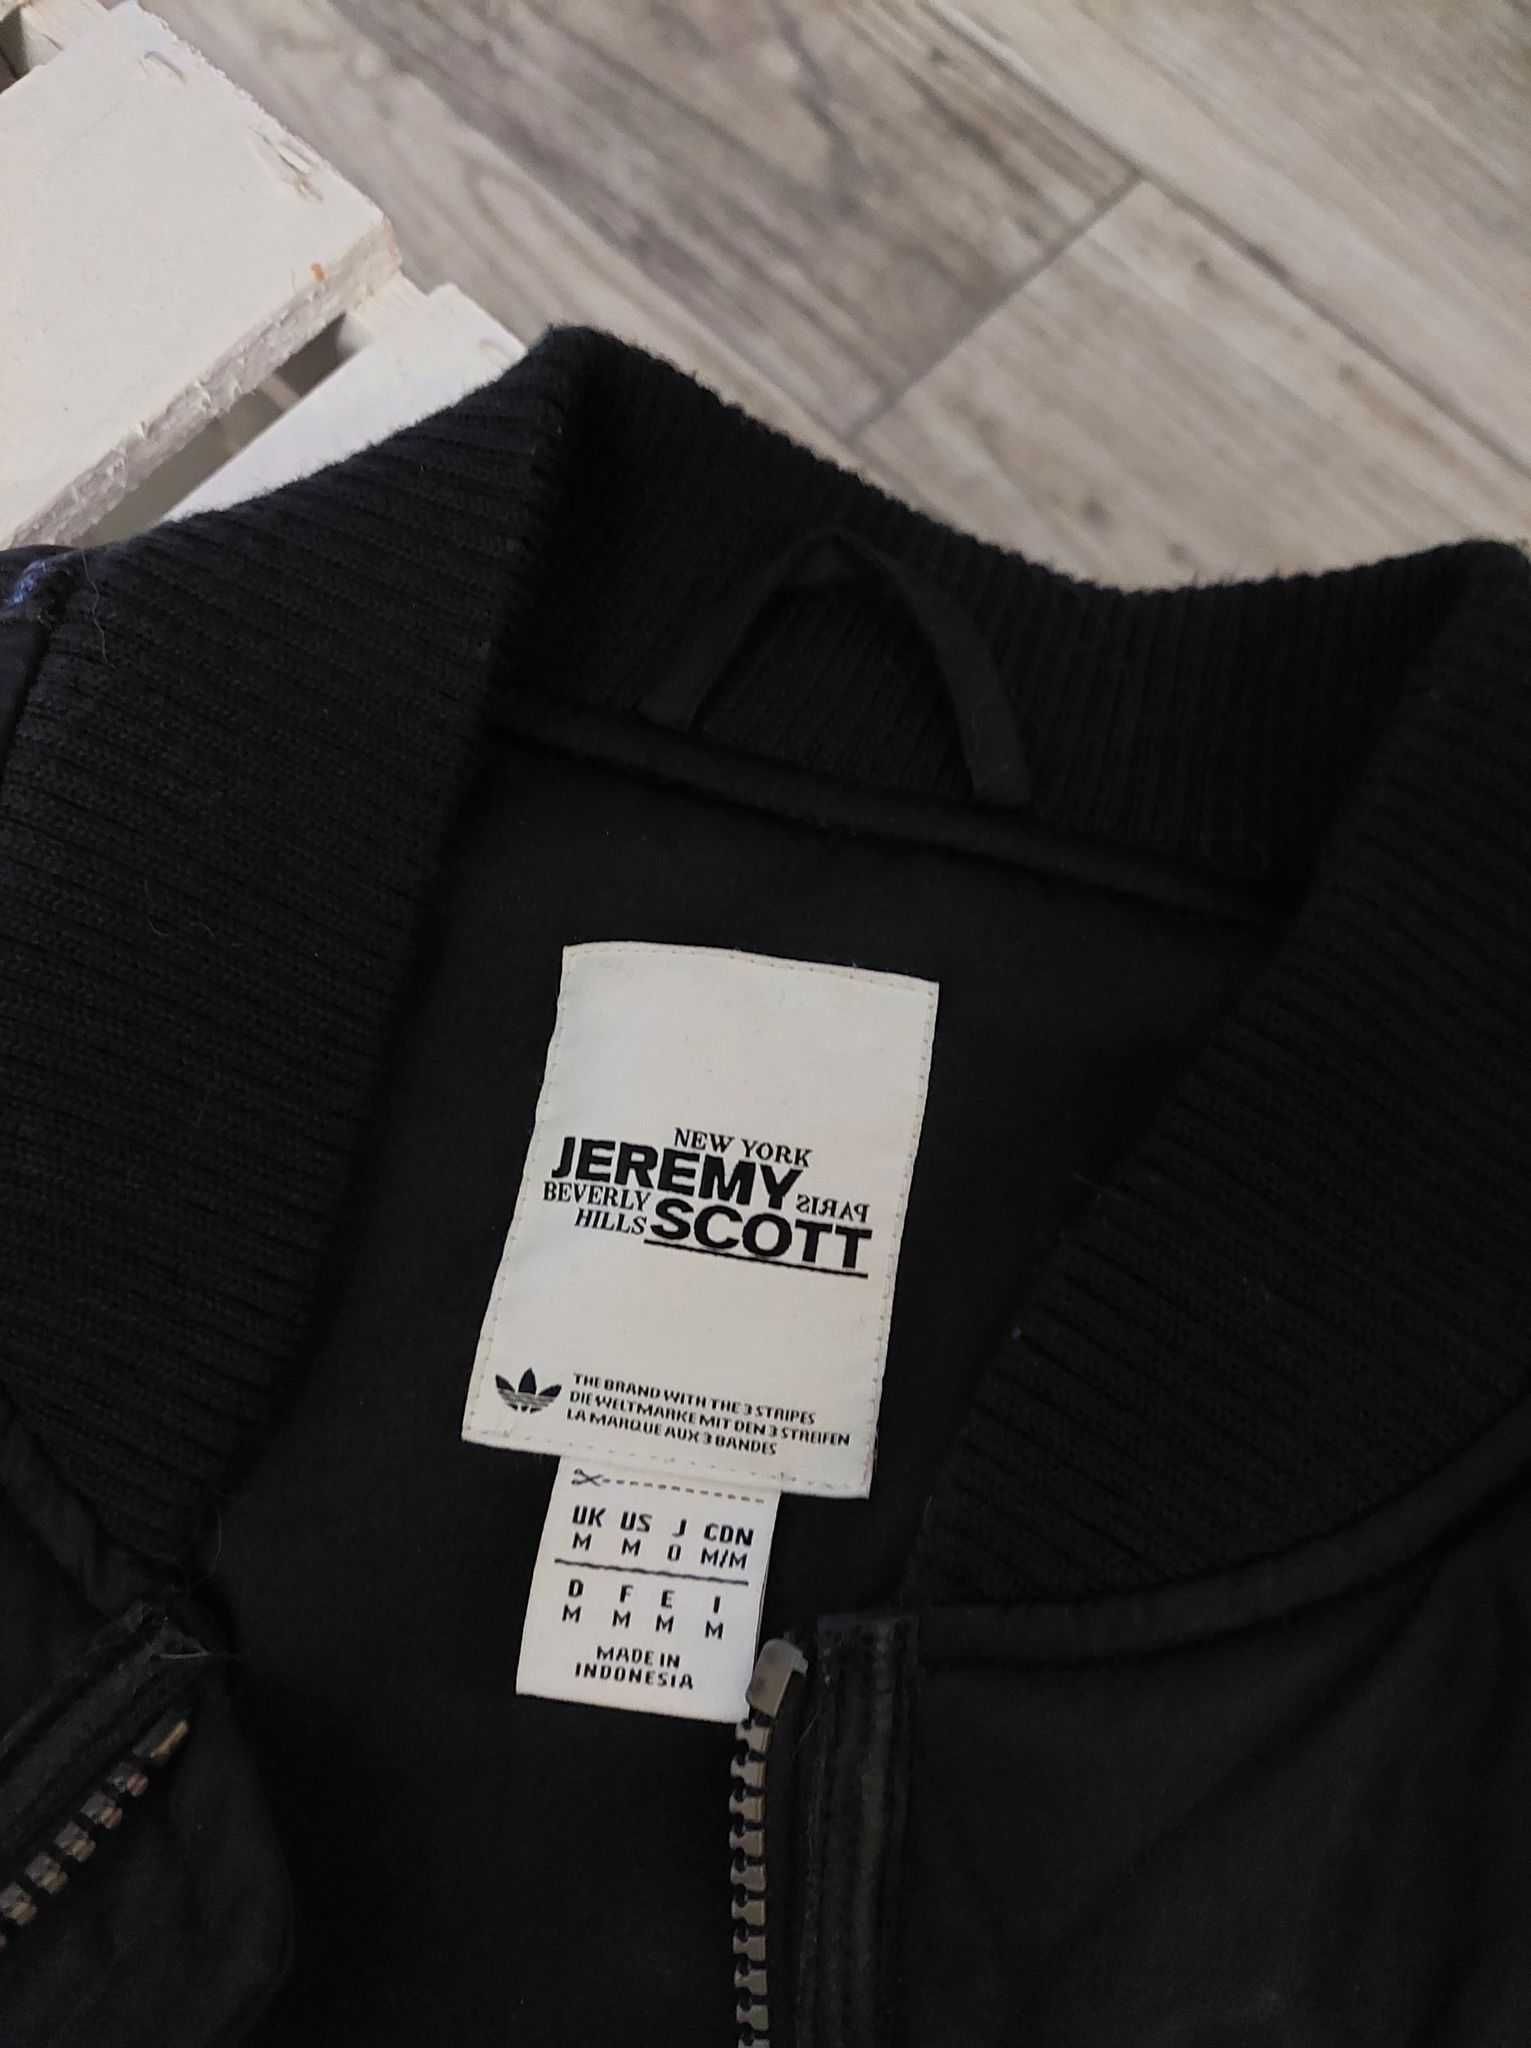 NEW YORK
JEREMY
BEVERLY PARIS
HILLS SCOTT
THE BRAND WITH THE 3 STRIPES
DIE WELTMARKE MIT DEN 3 STREIFEN
LA MARQUE AUX 3 BANDES
UK US J CDN
M M O M/M
D F E I
M M M M
MADE IN
INDONESIA